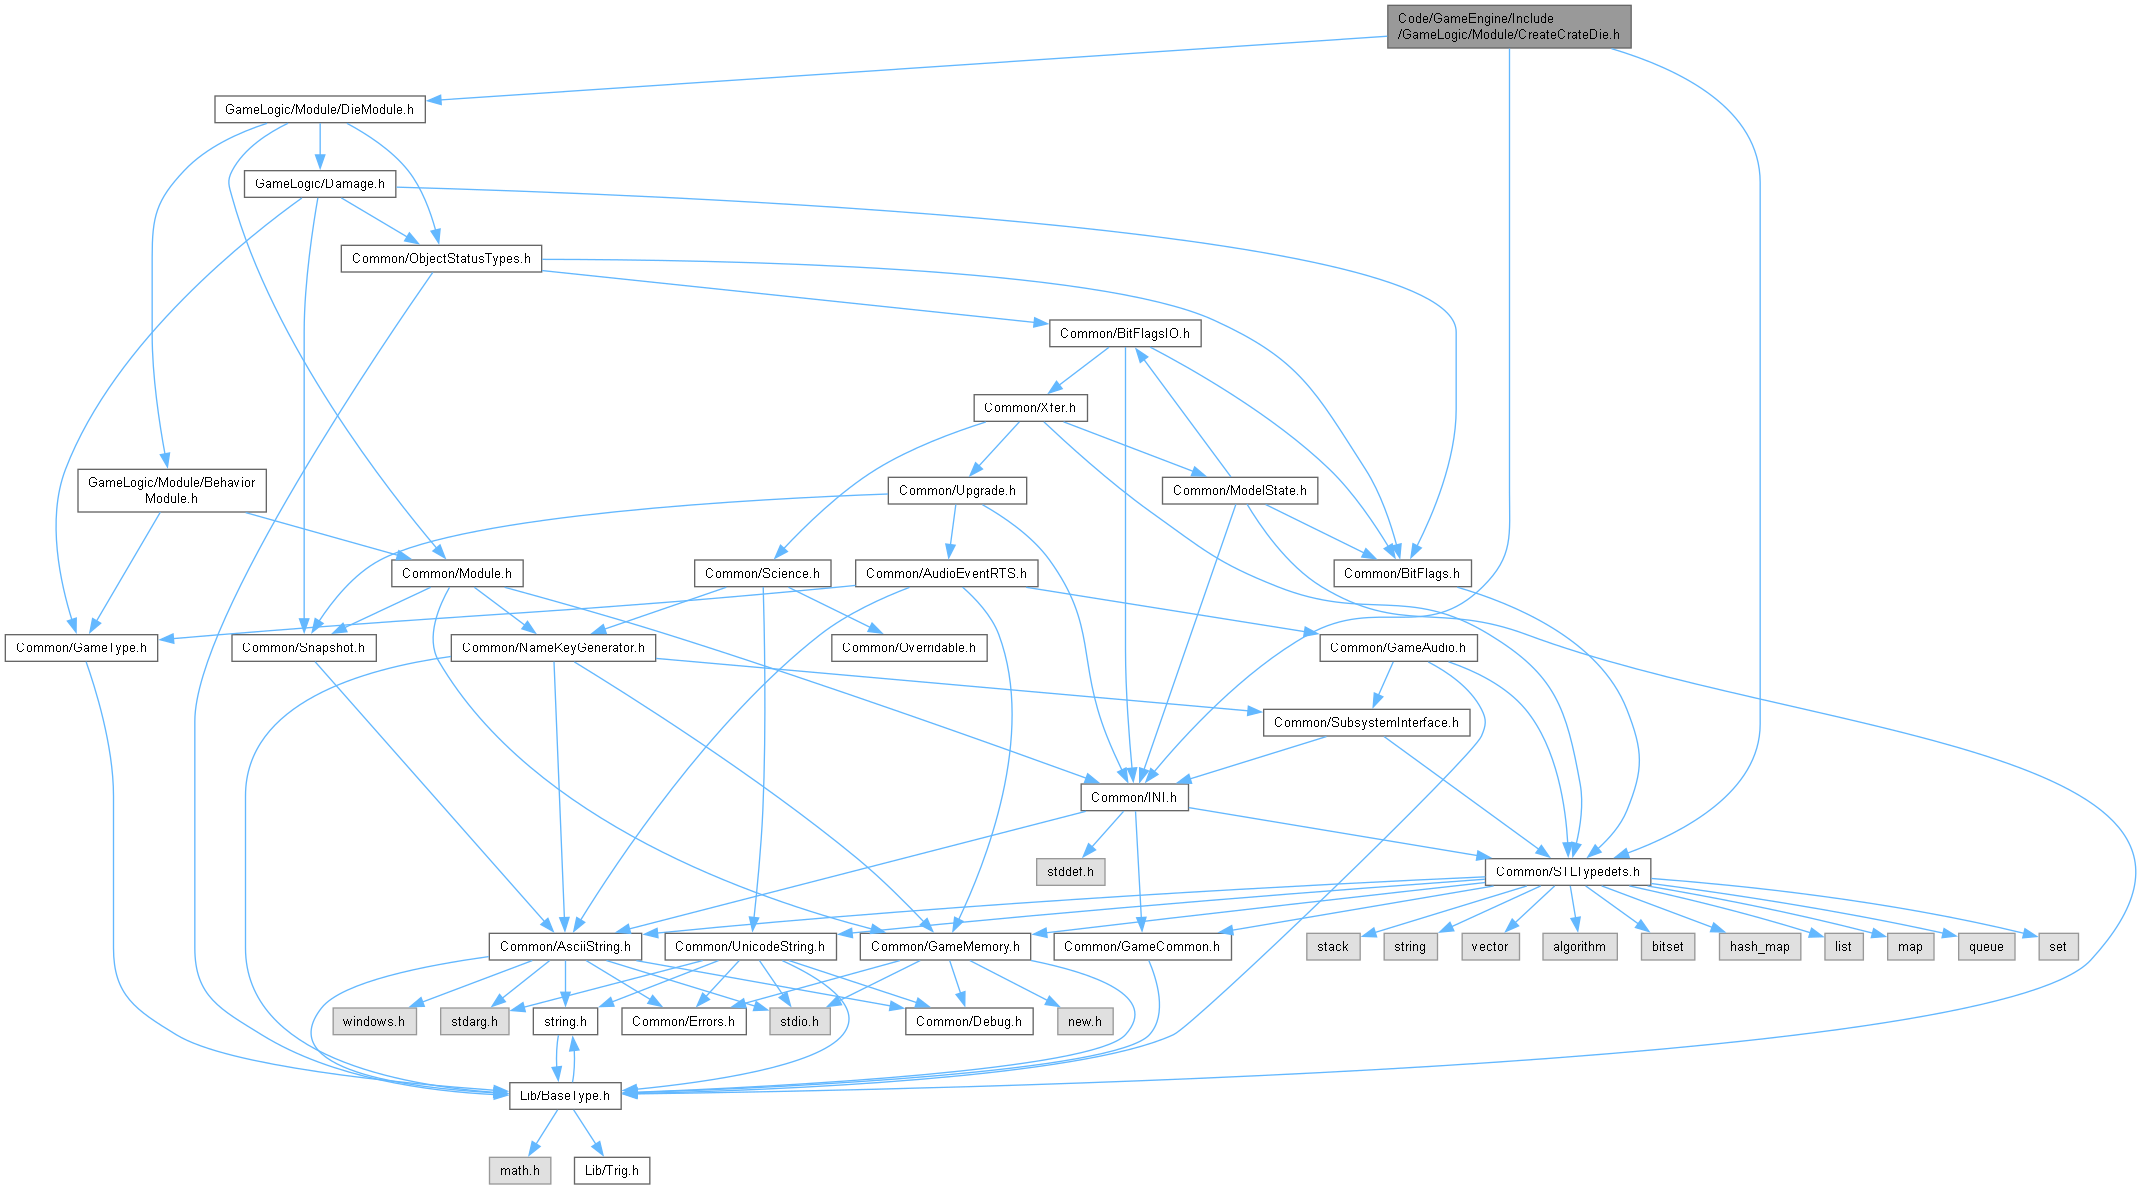 Code/GameEngine/Include
/GameLogic/Module/CreateCrateDie.h
GameLogic/Module/DieModule.h
GameLogic/Damage.h
Common/ObjectStatusTypes.h
Common/BitFlagsIO.h
Common/Xfer.h
GameLogic/Module/Behavior
Module.h
Common/Upgrade.h
Common/ModelState.h
Common/Module.h
Common/Science.h
Common/AudioEventRTS.h
Common/BitFlags.h
Common/GameType.h
Common/Snapshot.h
Common/NameKeyGenerator.h
Common/Overridable.h
Common/GameAudio.h
Common/SubsystemInterface.h
Common/INI.h
stddef.h
Common/STLTypedefs.h
Common/AsciiString.h
Common/UnicodeString.h
Common/GameMemory.h
Common/GameCommon.h
stack
string
vector
algorithm
bitset
hash_map
list
map
queue
set
windows.h
stdarg.h
string.h
Common/Errors.h
stdio.h
Common/Debug.h
new.h
Lib/BaseType.h
math.h
Lib/Trig.h